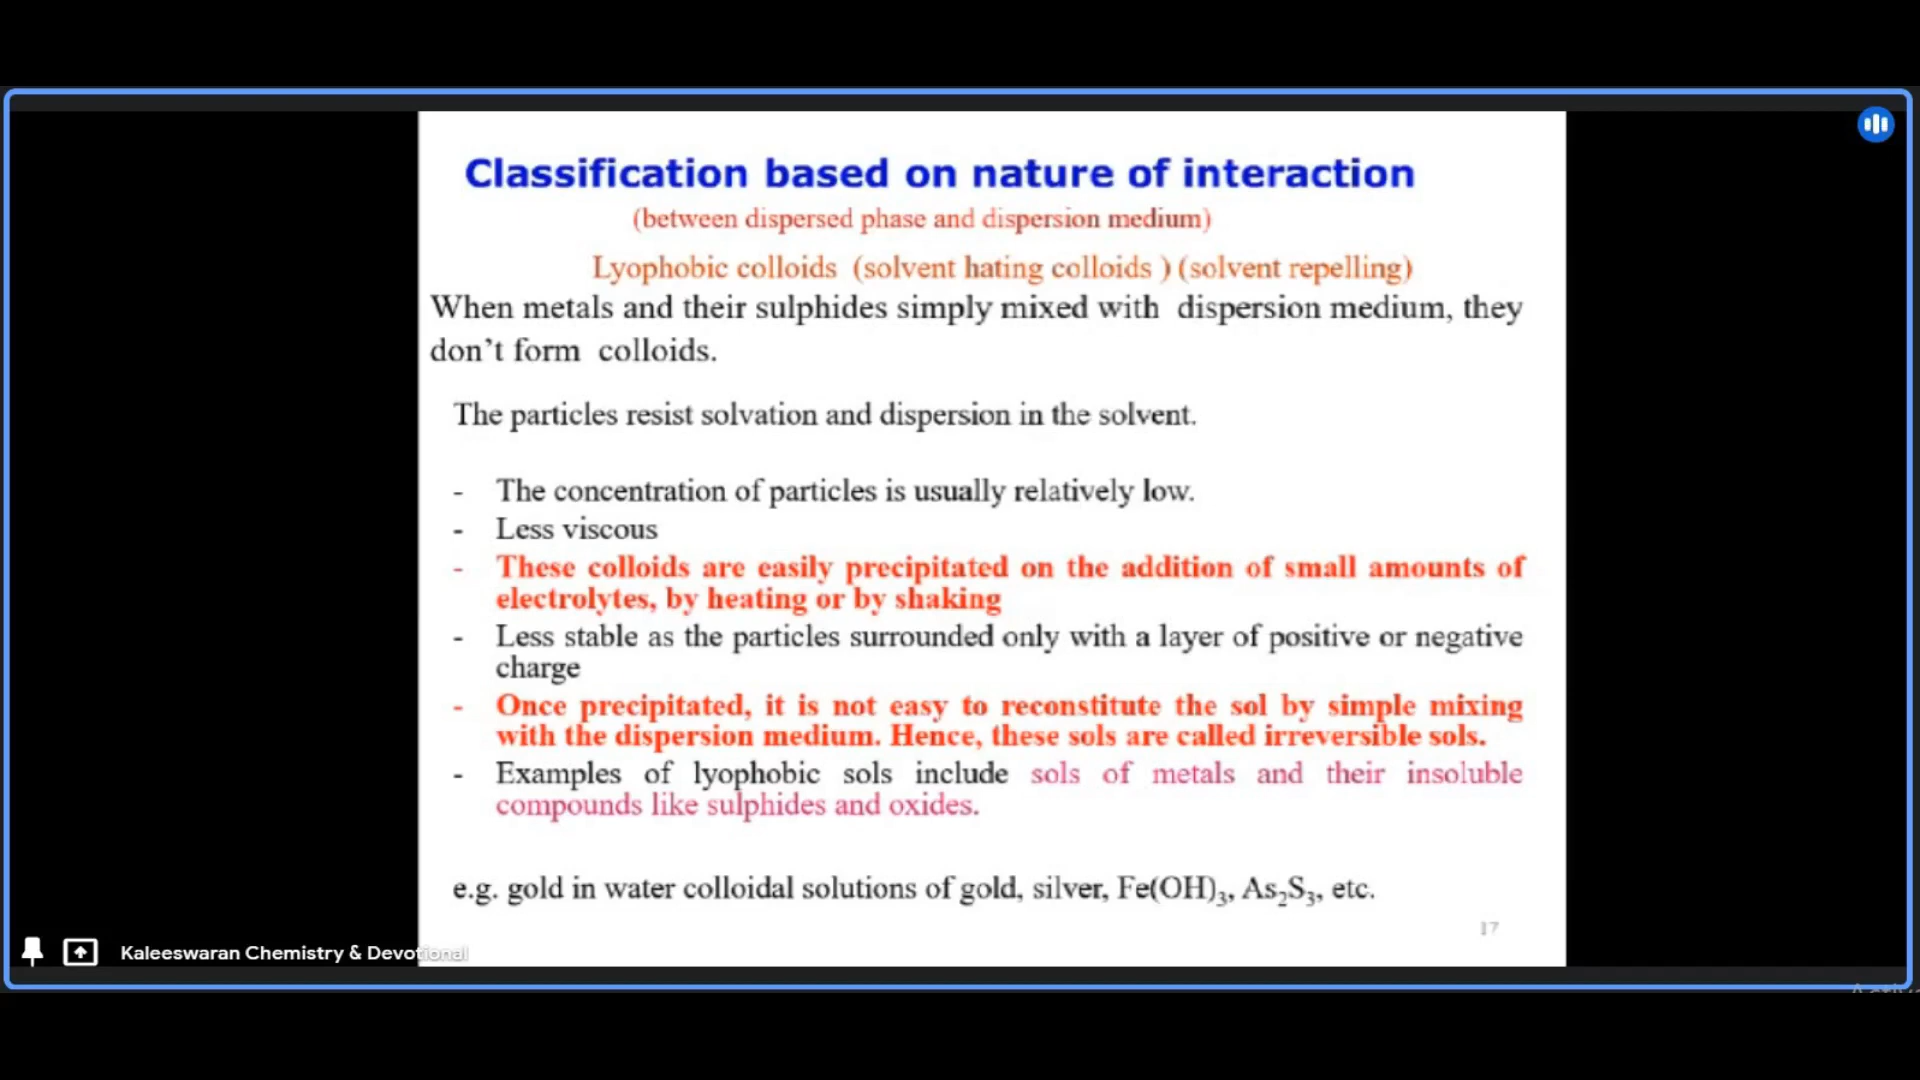 Classification based on nature of interaction
(between dispersed phase and dispersion medium)
Lyophobic colloids (solvent hating colloids ) (solvent repelling)
When metals and their sulphides simply mixed with dispersion medium, they
don't form colloids.
The particles resist solvation and dispersion in the solvent.
- The concentration of particles is usually relatively low.
- Less viscous
- These colloids are easily precipitated on the addition of small amounts of
electrolytes, by heating or by shaking
- Less stable as the particles surrounded only with a layer of positive or negative
charge
- Once precipitated, it is not easy to reconstitute the sol by simple mixing
with the dispersion medium. Hence, these sols are called irreversible sols.
- Examples of lyophobic sols include sols of metals and their insoluble
compounds like sulphides and oxides.
e.g. gold in water colloidal solutions of gold, silver, Fe(OH)₃, As₂S₃, etc.
17
Kaleeswaran Chemistry & Devotional